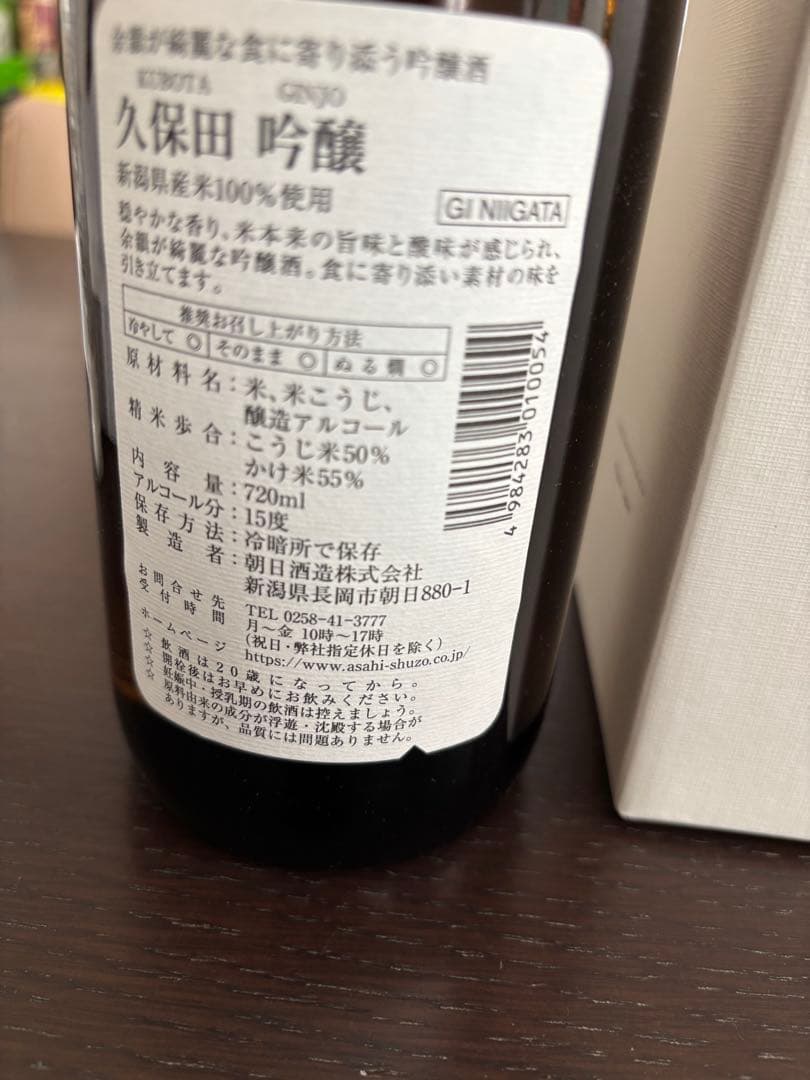 余韻が綺麗な食に寄り添う吟醸酒
KUBOTA GINJO
久保田 吟醸
新潟県産米100%使用
GI NIIGATA
穏やかな香り、米本来の旨味と酸味が感じられ、
余韻が綺麗な吟醸酒。食に寄り添い素材の味を
引き立てます。
推奨お召し上がり方法
冷やして ◎ そのまま ◎ ぬる燗 ○
原材料名:米、米こうじ、
醸造アルコール
精米歩合:こうじ米50%
かけ米55%
内容量:720ml
アルコール分:15度
保存方法:冷暗所で保存
製造者:朝日酒造株式会社
新潟県長岡市朝日880-1
お問合せ先 TEL 0258-41-3777
受付時間 月〜金 10時〜17時
(祝日・弊社指定休日を除く)
ホームページ https://www.asahi-shuzo.co.jp/
☆飲酒は20歳になってから。
☆開栓後はお早めにお飲みください。
☆妊娠中・授乳期の飲酒は控えましょう。
☆原料由来の成分が浮遊・沈殿する場合が
ありますが、品質には問題ありません。
4 984283 010054